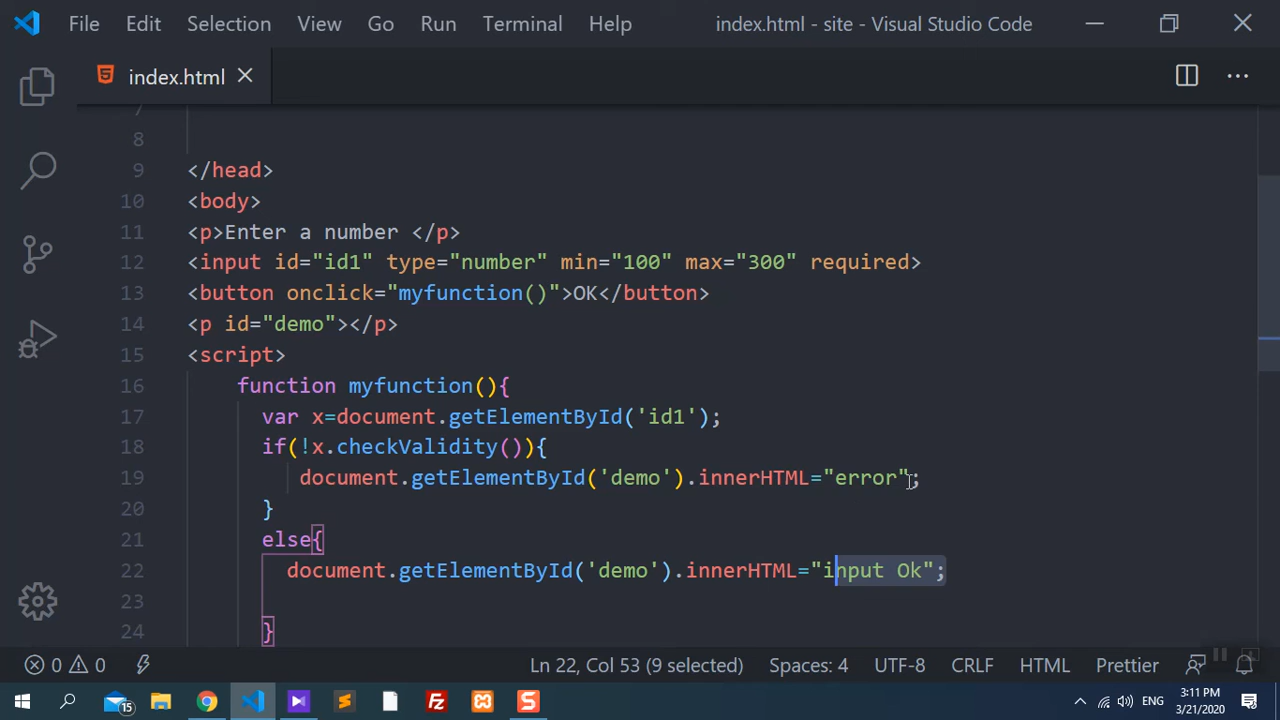 File Edit Selection View Go Run Terminal Help index.html - site - Visual Studio Code
index.html
7
8
9 </head>
10 <body>
11 <p>Enter a number </p>
12 <input id="id1" type="number" min="100" max="300" required>
13 <button onclick="myfunction()">OK</button>
14 <p id="demo"></p>
15 <script>
16 function myfunction(){
17 var x=document.getElementById('id1');
18 if(!x.checkValidity()){
19 document.getElementById('demo').innerHTML="error";
20 }
21 else{
22 document.getElementById('demo').innerHTML="input Ok";
23
24 }
0 0 Ln 22, Col 53 (9 selected) Spaces: 4 UTF-8 CRLF HTML Prettier
15 ENG 3:11 PM
3/21/2020